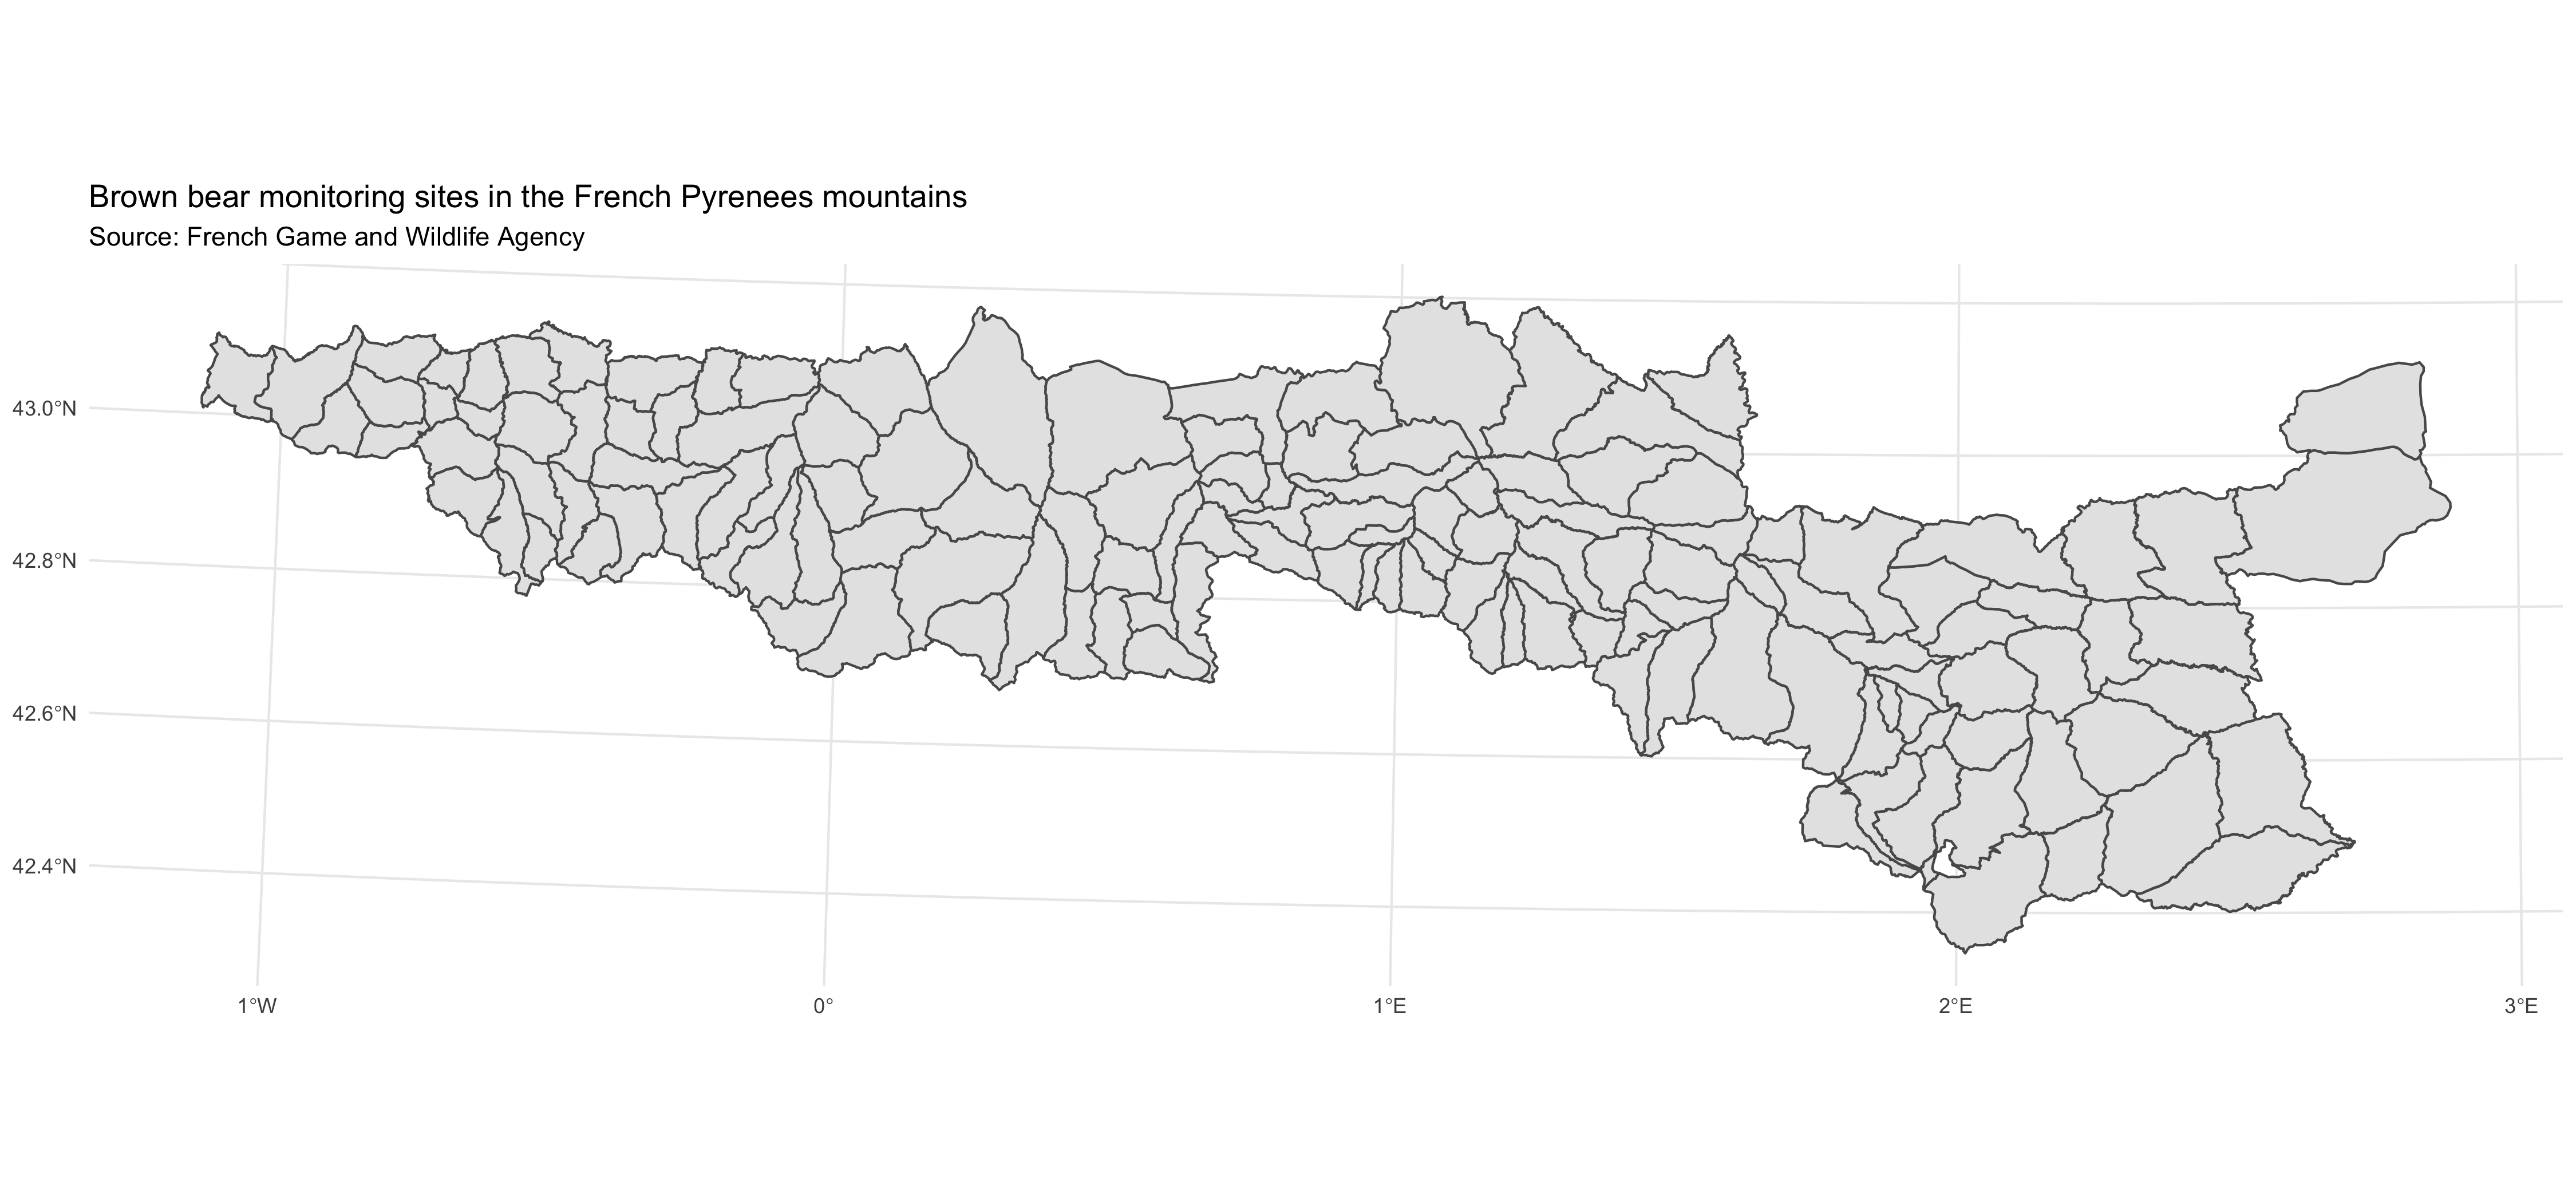 Brown bear monitoring sites in the French Pyrenees mountains
Source: French Game and Wildlife Agency
43.0°N
42.8°N
42.6°N
42.4°N
1°W 0° 1°E 2°E 3°E